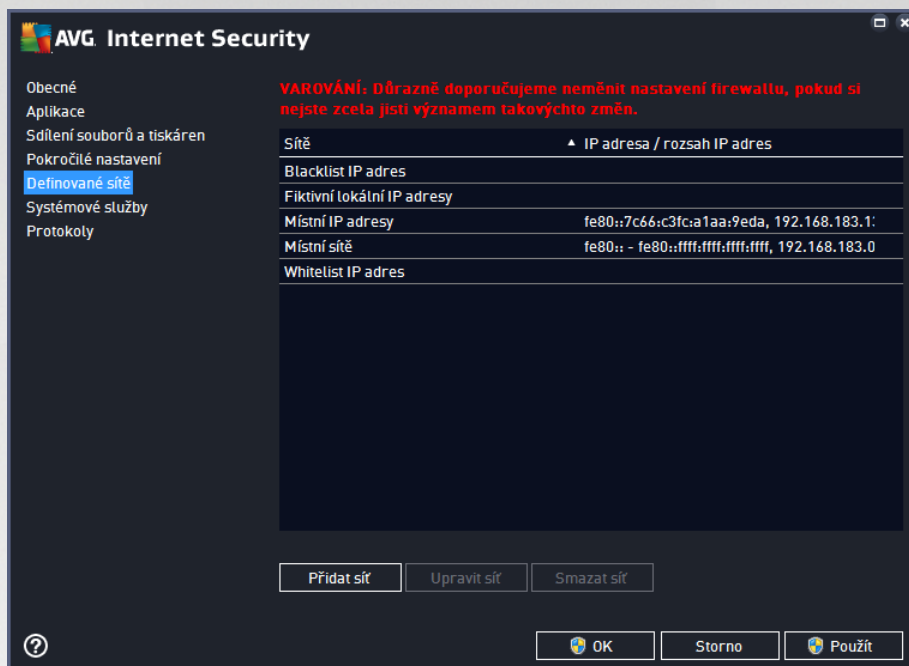 AVG Internet Security
Obecné
Aplikace
Sdílení souborů a tiskáren
Pokročilé nastavení
Definované sítě
Systémové služby
Protokoly
VAROVÁNÍ: Důrazně doporučujeme neměnit nastavení firewallu, pokud si
nejste zcela jisti významem takovýchto změn.
Sítě IP adresa / rozsah IP adres
Blacklist IP adres
Fiktivní lokální IP adresy
Místní IP adresy fe80::7c66:c3fc:a1aa:9eda, 192.168.183.1
Místní sítě fe80:: - fe80::ffff:ffff:ffff:ffff, 192.168.183.0
Whitelist IP adres
Přidat síť Upravit síť Smazat síť
OK Storno Použít